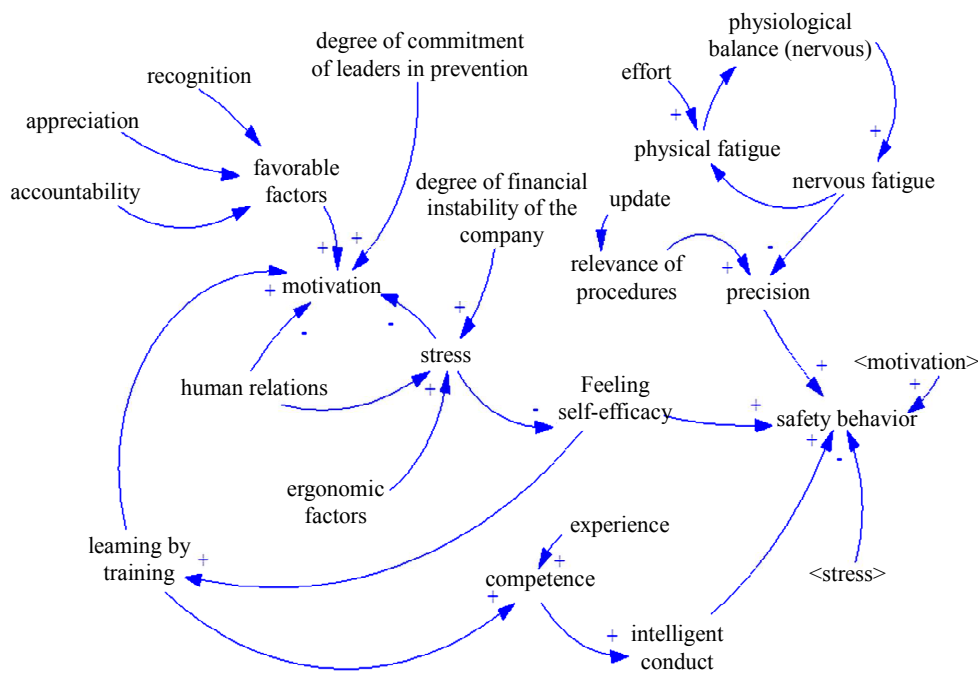 degree of commitment
of leaders in prevention
recognition
appreciation
accountability
favorable
factors
physiological
balance (nervous)
effort
+
+
physical fatigue
nervous fatigue
degree of financial
instability of the
company
update
relevance of
procedures
+
-
precision
+
+
+
motivation
-
-
+
stress
+
human relations
ergonomic
factors
-
Feeling
self-efficacy
+
+
<motivation>
+
safety behavior
+
-
<stress>
learning by
training
+
experience
+
+
competence
+
intelligent
conduct